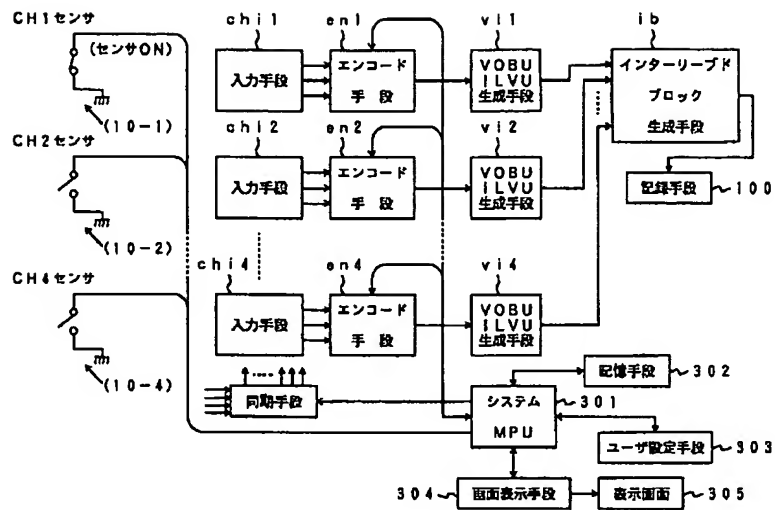 CH1センサ
(センサON)
(10-1)
CH2センサ
(10-2)
CH4センサ
(10-4)
chi1
入力手段
en1
エンコード
手段
vi1
VOBU
ILVU
生成手段
ib
インターリーブド
ブロック
生成手段
記録手段
100
chi2
入力手段
en2
エンコード
手段
vi2
VOBU
ILVU
生成手段
chi4
入力手段
en4
エンコード
手段
vi4
VOBU
ILVU
生成手段
同期手段
システム
MPU
301
記憶手段
302
ユーザ設定手段
303
304
画面表示手段
表示画面
305